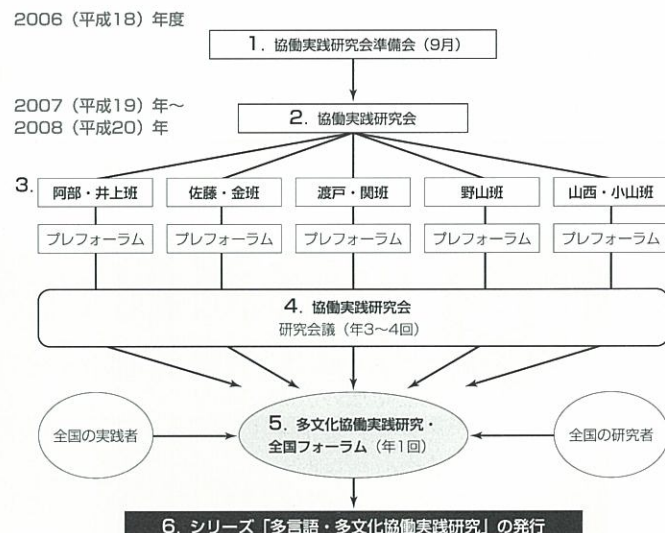 2006（平成18）年度
1．協働実践研究会準備会（9月）
2007（平成19）年～
2008（平成20）年
2．協働実践研究会
3．
阿部・井上班
佐藤・金班
渡戸・関班
野山班
山西・小山班
プレフォーラム
プレフォーラム
プレフォーラム
プレフォーラム
プレフォーラム
4．協働実践研究会
研究会議（年3～4回）
全国の実践者
5．多文化協働実践研究・
全国フォーラム（年1回）
全国の研究者
6．シリーズ「多言語・多文化協働実践研究」の発行